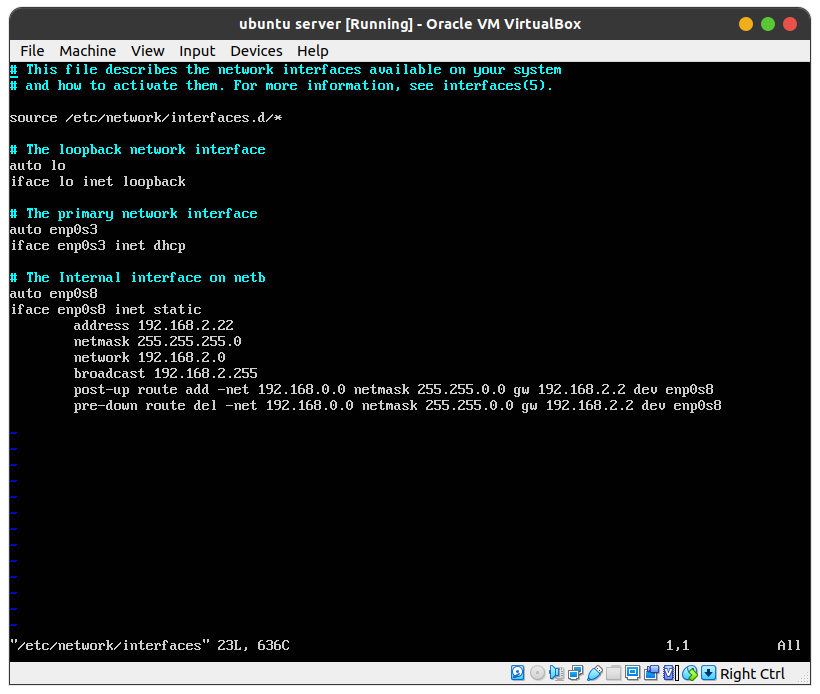 ubuntu server [Running] - Oracle VM VirtualBox
File Machine View Input Devices Help
# This file describes the network interfaces available on your system
# and how to activate them. For more information, see interfaces(5).
source /etc/network/interfaces.d/*
# The loopback network interface
auto lo
iface lo inet loopback
# The primary network interface
auto enp0s3
iface enp0s3 inet dhcp
# The Internal interface on netb
auto enp0s8
iface enp0s8 inet static
address 192.168.2.22
netmask 255.255.255.0
network 192.168.2.0
broadcast 192.168.2.255
post-up route add -net 192.168.0.0 netmask 255.255.0.0 gw 192.168.2.2 dev enp0s8
pre-down route del -net 192.168.0.0 netmask 255.255.0.0 gw 192.168.2.2 dev enp0s8
~
~
~
~
~
~
~
~
~
~
~
~
~
"/etc/network/interfaces" 23L, 636C 1,1 All
Right Ctrl